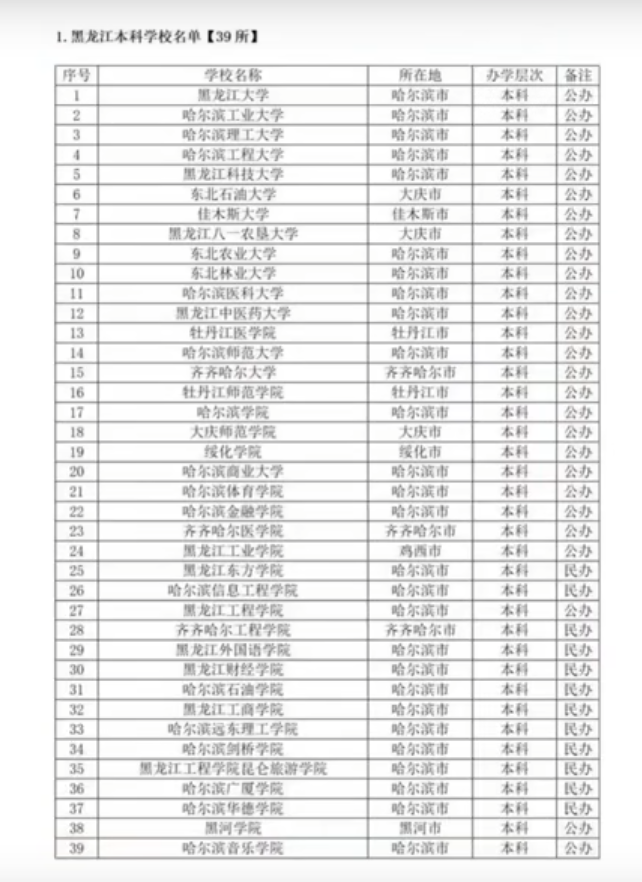 1. 黑龙江本科学校名单【39 所】
序号 学校名称 所在地 办学层次 备注
1 黑龙江大学 哈尔滨市 本科 公办
2 哈尔滨工业大学 哈尔滨市 本科 公办
3 哈尔滨理工大学 哈尔滨市 本科 公办
4 哈尔滨工程大学 哈尔滨市 本科 公办
5 黑龙江科技大学 哈尔滨市 本科 公办
6 东北石油大学 大庆市 本科 公办
7 佳木斯大学 佳木斯市 本科 公办
8 黑龙江八一农垦大学 大庆市 本科 公办
9 东北农业大学 哈尔滨市 本科 公办
10 东北林业大学 哈尔滨市 本科 公办
11 哈尔滨医科大学 哈尔滨市 本科 公办
12 黑龙江中医药大学 哈尔滨市 本科 公办
13 牡丹江医学院 牡丹江市 本科 公办
14 哈尔滨师范大学 哈尔滨市 本科 公办
15 齐齐哈尔大学 齐齐哈尔市 本科 公办
16 牡丹江师范学院 牡丹江市 本科 公办
17 哈尔滨学院 哈尔滨市 本科 公办
18 大庆师范学院 大庆市 本科 公办
19 绥化学院 绥化市 本科 公办
20 哈尔滨商业大学 哈尔滨市 本科 公办
21 哈尔滨体育学院 哈尔滨市 本科 公办
22 哈尔滨金融学院 哈尔滨市 本科 公办
23 齐齐哈尔医学院 齐齐哈尔市 本科 公办
24 黑龙江工业学院 鸡西市 本科 公办
25 黑龙江东方学院 哈尔滨市 本科 民办
26 哈尔滨信息工程学院 哈尔滨市 本科 民办
27 黑龙江工程学院 哈尔滨市 本科 公办
28 齐齐哈尔工程学院 齐齐哈尔市 本科 民办
29 黑龙江外国语学院 哈尔滨市 本科 民办
30 黑龙江财经学院 哈尔滨市 本科 民办
31 哈尔滨石油学院 哈尔滨市 本科 民办
32 黑龙江工商学院 哈尔滨市 本科 民办
33 哈尔滨远东理工学院 哈尔滨市 本科 民办
34 哈尔滨剑桥学院 哈尔滨市 本科 民办
35 黑龙江工程学院昆仑旅游学院 哈尔滨市 本科 民办
36 哈尔滨广厦学院 哈尔滨市 本科 民办
37 哈尔滨华德学院 哈尔滨市 本科 民办
38 黑河学院 黑河市 本科 公办
39 哈尔滨音乐学院 哈尔滨市 本科 公办